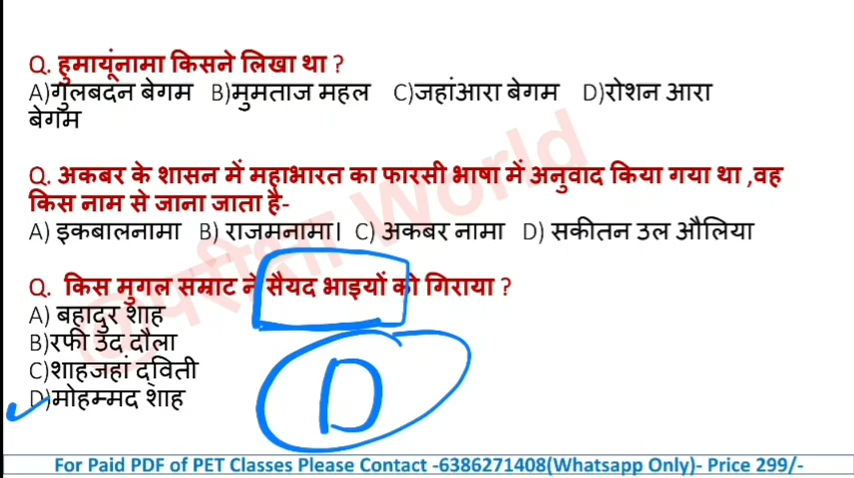 Q. हुमायूंनामा किसने लिखा था ?
A)गुलबदन बेगम B)मुमताज महल C)जहांआरा बेगम D)रोशन आरा
बेगम
Q. अकबर के शासन में महाभारत का फारसी भाषा में अनुवाद किया गया था ,वह
किस नाम से जाना जाता है-
A) इकबालनामा B) राजमनामा। C) अकबर नामा D) सकीतन उल औलिया
Q. किस मुगल सम्राट ने सैयद भाइयों को गिराया ?
A) बहादुर शाह
B)रफी उद दौला
C)शाहजहां द्विती
D)मोहम्मद शाह
D
@परीक्षा World
For Paid PDF of PET Classes Please Contact -6386271408(Whatsapp Only)- Price 299/-